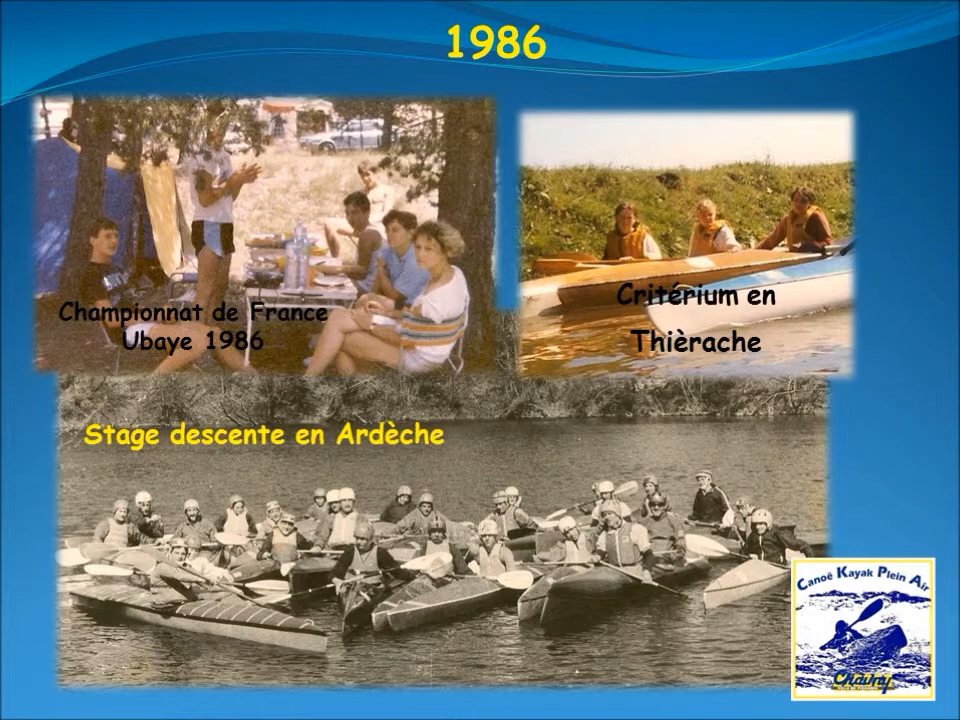 1986
Championnat de France
Ubaye 1986
Critérium en
Thièrache
Stage descente en Ardèche
Canoë Kayak Plein Air
Chauny